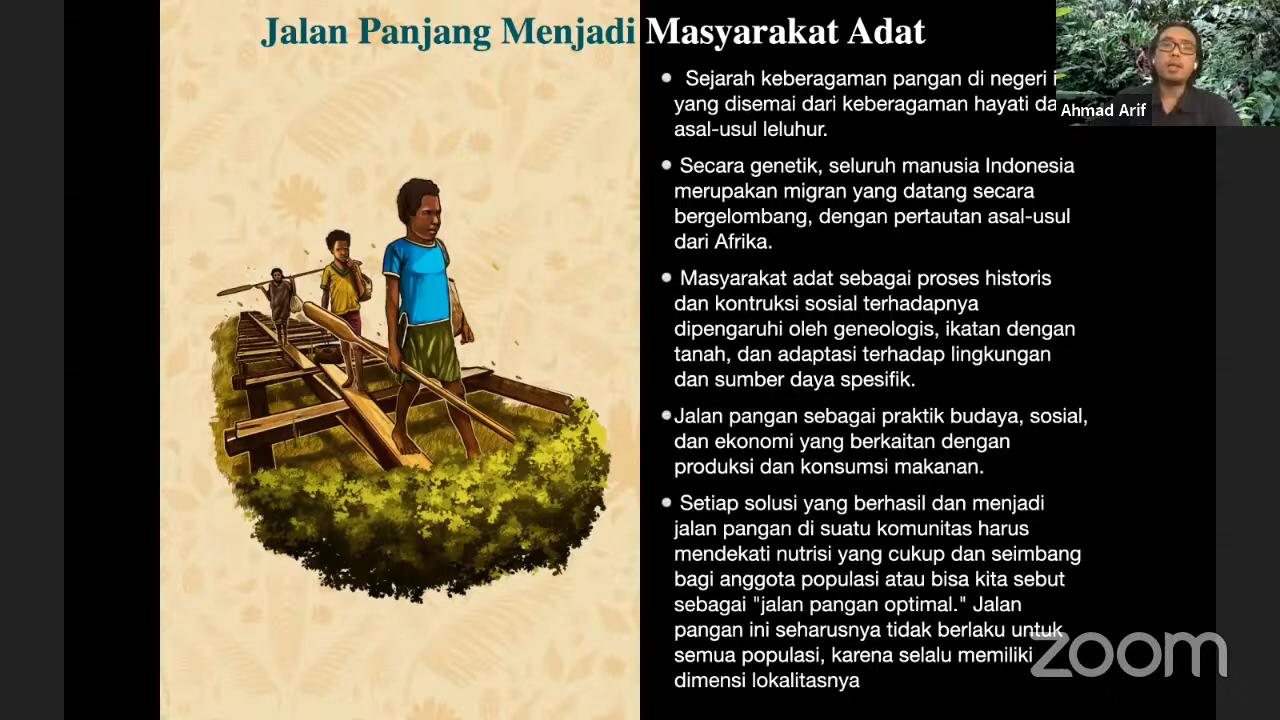 Jalan Panjang Menjadi Masyarakat Adat
Sejarah keberagaman pangan di negeri
yang disemai dari keberagaman hayati
asal-usul leluhur.
Secara genetik, seluruh manusia Indonesia
merupakan migran yang datang secara
bergelombang, dengan pertautan asal-usul
dari Afrika.
Masyarakat adat sebagai proses historis
dan kontruksi sosial terhadapnya
dipengaruhi oleh geneologis, ikatan dengan
tanah, dan adaptasi terhadap lingkungan
dan sumber daya spesifik.
Jalan pangan sebagai praktik budaya, sosial,
dan ekonomi yang berkaitan dengan
produksi dan konsumsi makanan.
Setiap solusi yang berhasil dan menjadi
jalan pangan di suatu komunitas harus
mendekati nutrisi yang cukup dan seimbang
bagi anggota populasi atau bisa kita sebut
sebagai "jalan pangan optimal." Jalan
pangan ini seharusnya tidak berlaku untuk
semua populasi, karena selalu memiliki
dimensi lokalitasnya
Ahmad Arif
zoom